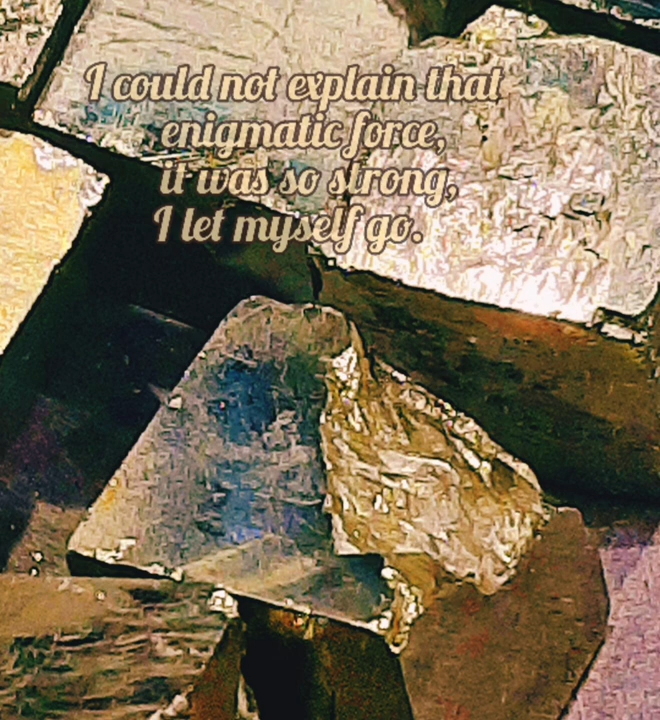 I could not explain that
enigmatic force,
it was so strong,
I let myself go.